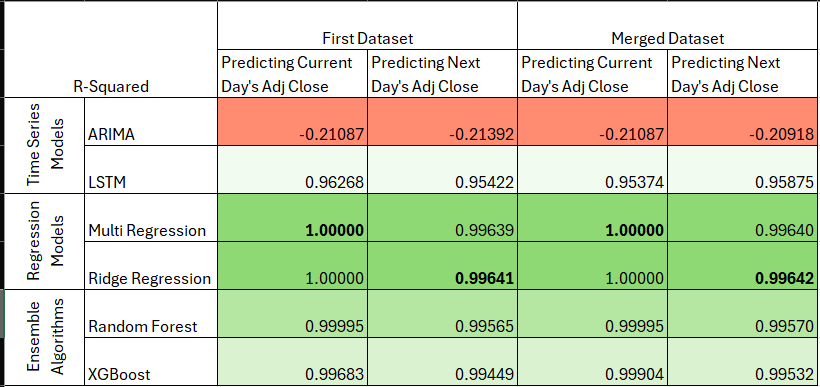 First Dataset Merged Dataset
R-Squared Predicting Current Predicting Next Predicting Current Predicting Next
Day's Adj Close Day's Adj Close Day's Adj Close Day's Adj Close
Time Series
Models
ARIMA -0.21087 -0.21392 -0.21087 -0.20918
LSTM 0.96268 0.95422 0.95374 0.95875
Regression
Models
Multi Regression 1.00000 0.99639 1.00000 0.99640
Ridge Regression 1.00000 0.99641 1.00000 0.99642
Ensemble
Algorithms
Random Forest 0.99995 0.99565 0.99995 0.99570
XGBoost 0.99683 0.99449 0.99904 0.99532